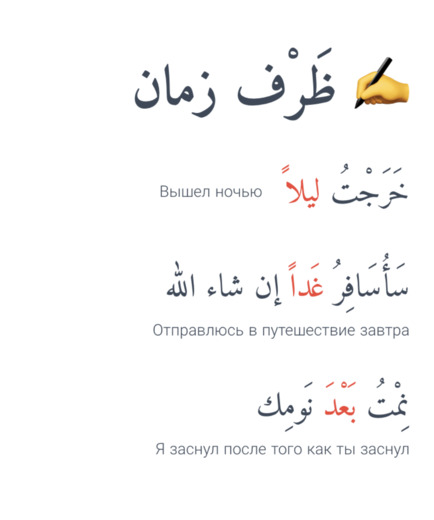 ظَرْف زمان
خَرَجْتُ ليلاً Вышел ночью
سَأُسَافِرُ غَداً إن شاء الله
Отправлюсь в путешествие завтра
نِمْتُ بَعْدَ نَومِك
Я заснул после того как ты заснул